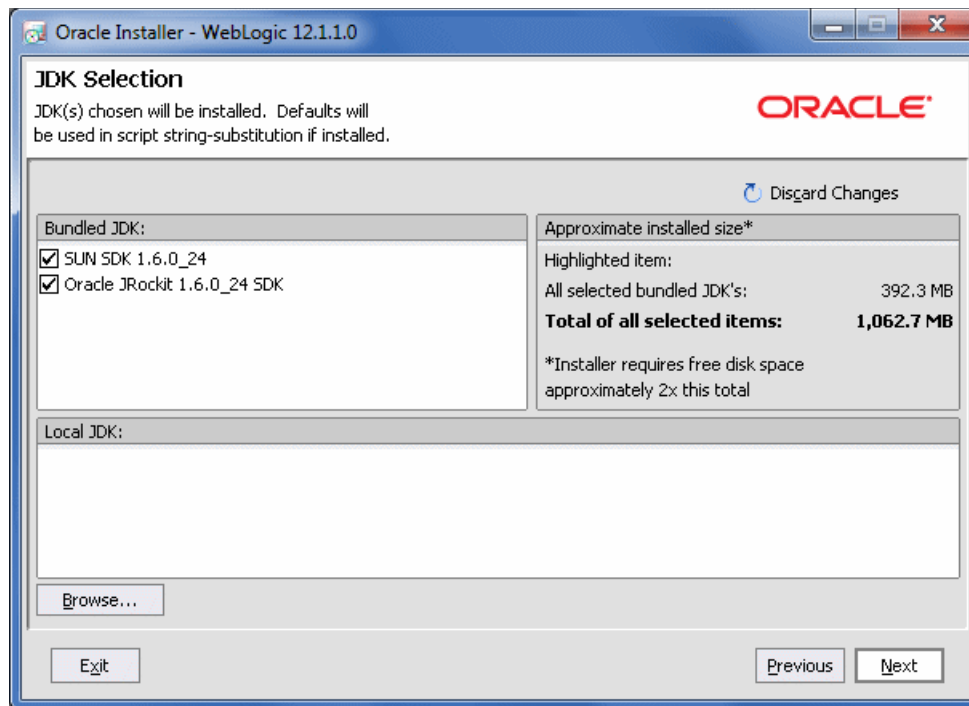 Oracle Installer - WebLogic 12.1.1.0
JDK Selection
JDK(s) chosen will be installed. Defaults will
be used in script string-substitution if installed.
ORACLE
Discard Changes
Bundled JDK:
SUN SDK 1.6.0_24
Oracle JRockit 1.6.0_24 SDK
Approximate installed size*
Highlighted item:
All selected bundled JDK's: 392.3 MB
Total of all selected items: 1,062.7 MB
*Installer requires free disk space
approximately 2x this total
Local JDK:
Browse...
Exit
Previous
Next